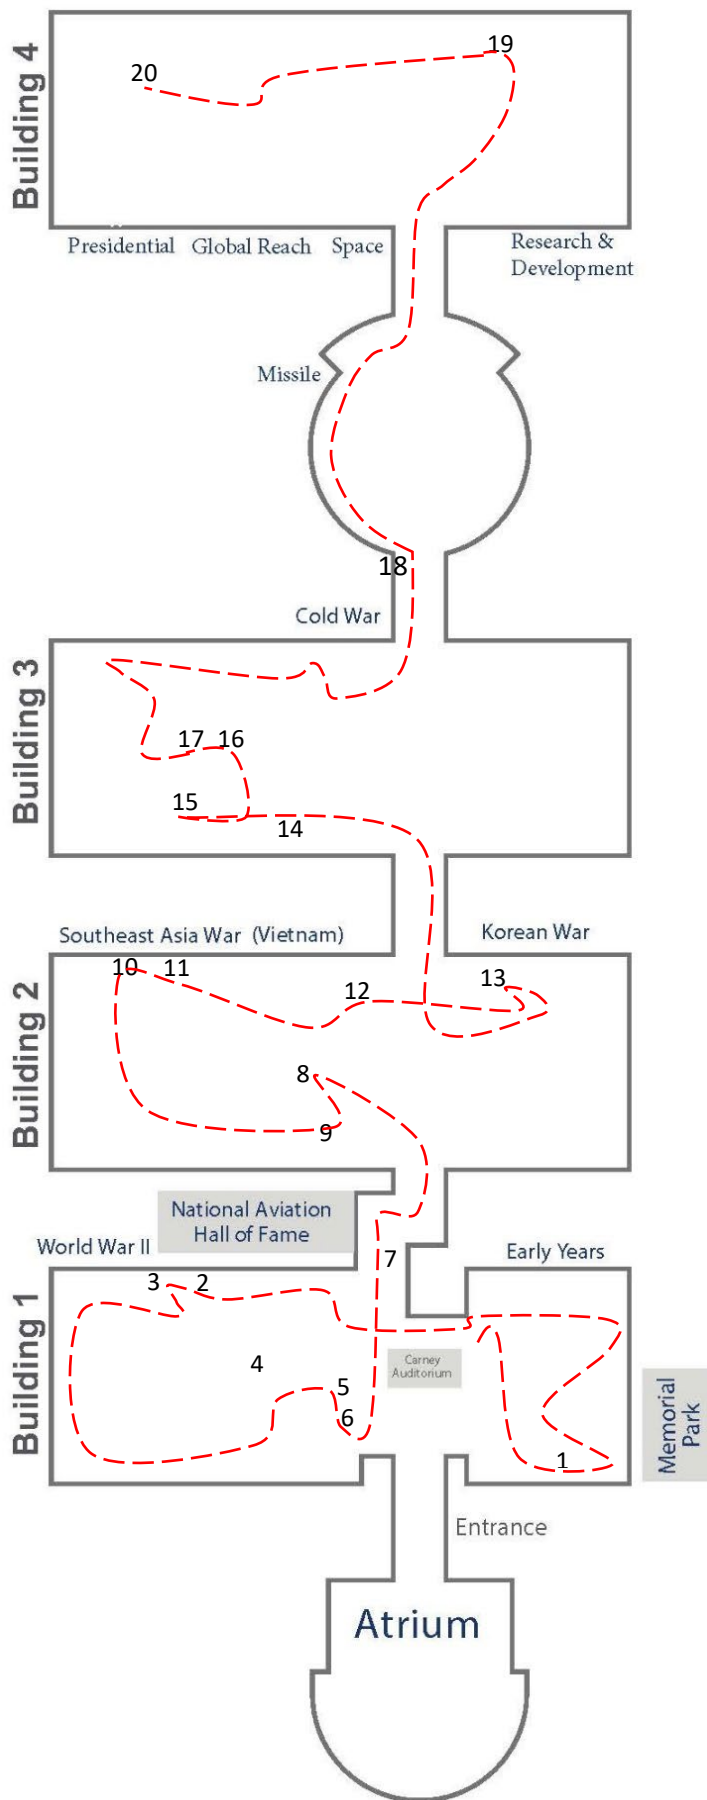 Building 4
19
20
Presidential
Global Reach
Space
Research &
Development
Missile
18
Cold War
Building 3
17
16
15
14
Southeast Asia War (Vietnam)
Korean War
Building 2
10
11
12
13
8
9
National Aviation
Hall of Fame
World War II
7
Early Years
Building 1
3
2
4
Carney
Auditorium
5
6
1
Memorial
Park
Entrance
Atrium